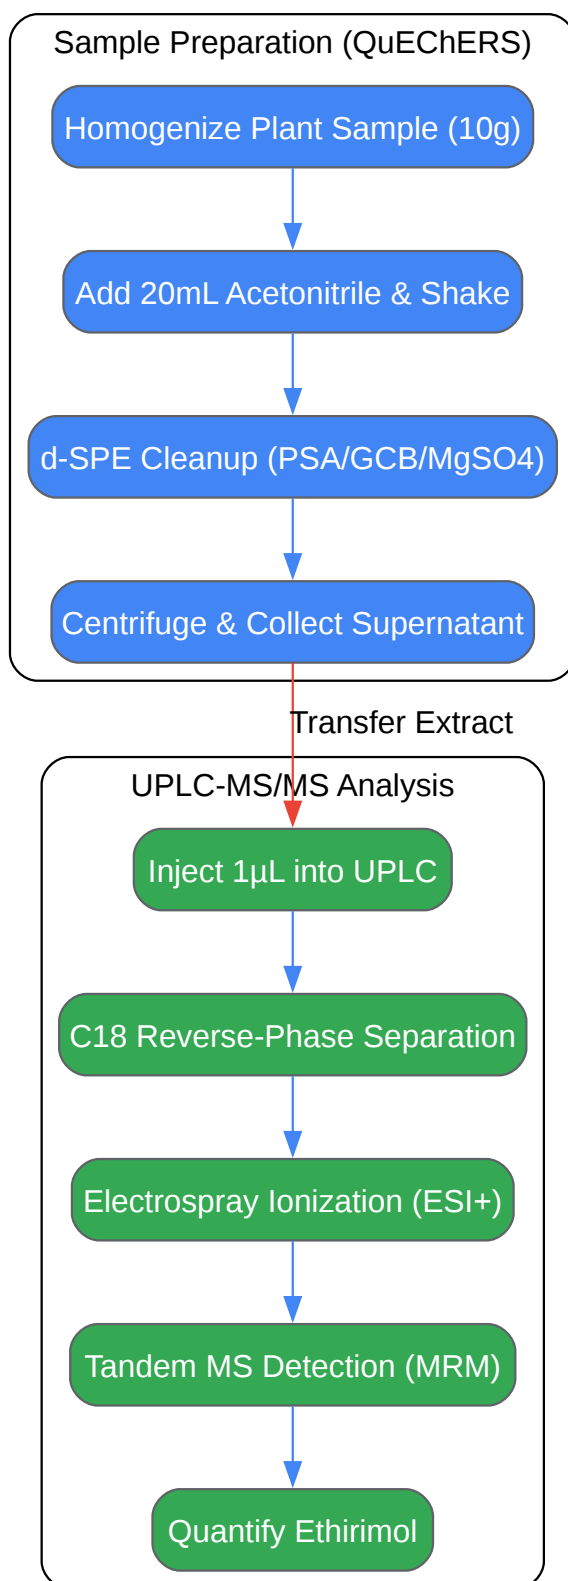 Sample Preparation (QuEChERS)
Homogenize Plant Sample (10g)
Add 20mL Acetonitrile & Shake
d-SPE Cleanup (PSA/GCB/MgSO4)
Centrifuge & Collect Supernatant
Transfer Extract
UPLC-MS/MS Analysis
Inject 1µL into UPLC
C18 Reverse-Phase Separation
Electrospray Ionization (ESI+)
Tandem MS Detection (MRM)
Quantify Ethirimol